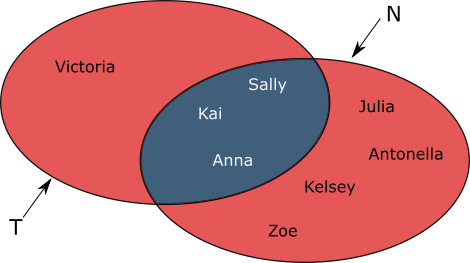 N
Victoria
Sally
Julia
Kai
Antonella
Anna
Kelsey
T
Zoe